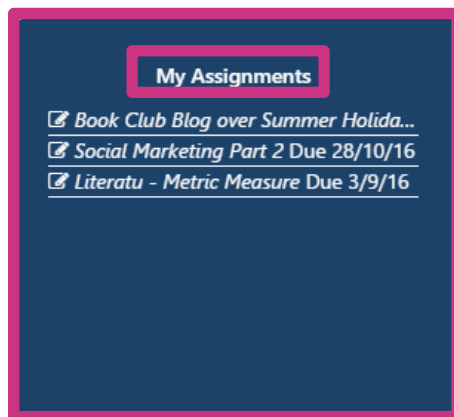 My Assignments
Book Club Blog over Summer Holida...
Social Marketing Part 2 Due 28/10/16
Literatu - Metric Measure Due 3/9/16